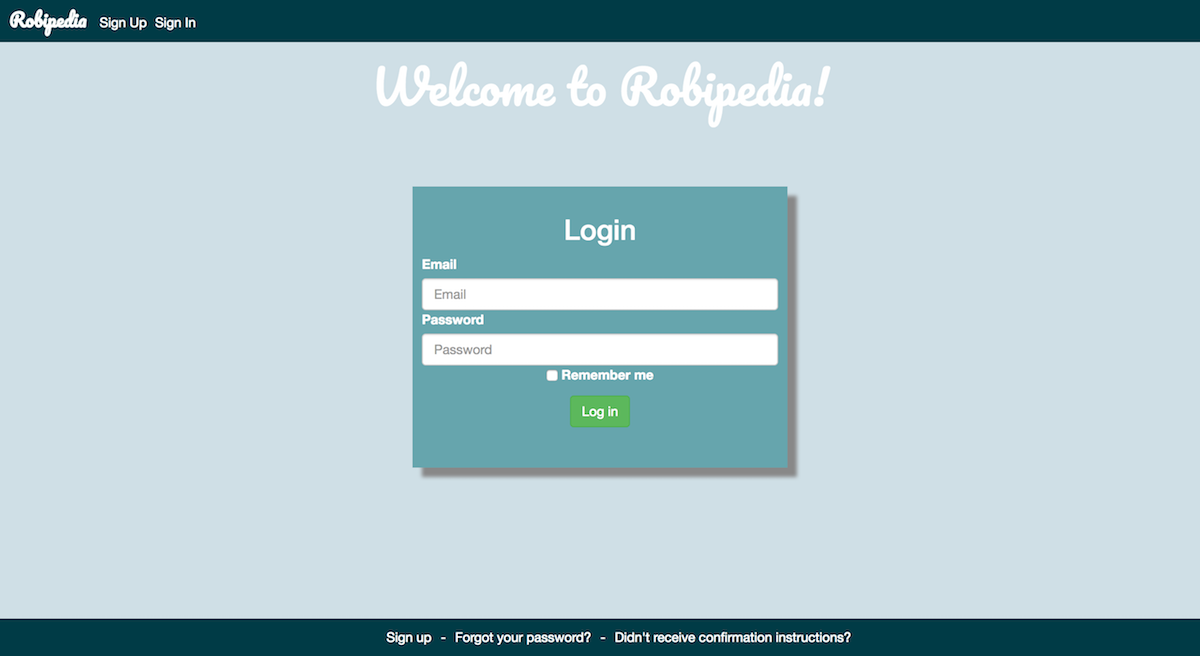 Robipedia Sign Up Sign In
Welcome to Robipedia!
Login
Email
Email
Password
Password
Remember me
Log in
Sign up - Forgot your password? - Didn't receive confirmation instructions?